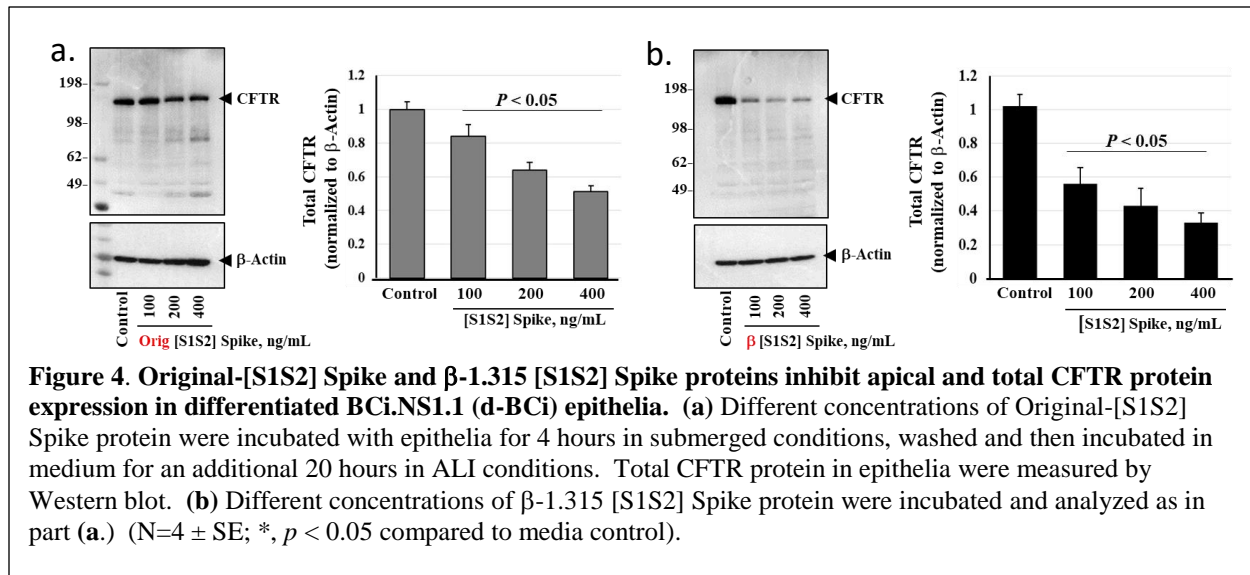 a.
198–
98–
62–
49–
CFTR
β-Actin
Control
100
200
400
Orig [S1S2] Spike, ng/mL
Total CFTR
(normalized to β-Actin)
1.2
1
0.8
0.6
0.4
0.2
0
P < 0.05
Control
100 200 400
[S1S2] Spike, ng/mL
b.
198–
98–
62–
49–
CFTR
β-Actin
Control
100
200
400
β [S1S2] Spike, ng/mL
Total CFTR
(normalized to β-Actin)
1.2
1
0.8
0.6
0.4
0.2
0
P < 0.05
Control
100 200 400
[S1S2] Spike, ng/mL
Figure 4. Original-[S1S2] Spike and β-1.315 [S1S2] Spike proteins inhibit apical and total CFTR protein
expression in differentiated BCi.NS1.1 (d-BCi) epithelia. (a) Different concentrations of Original-[S1S2]
Spike protein were incubated with epithelia for 4 hours in submerged conditions, washed and then incubated in
medium for an additional 20 hours in ALI conditions. Total CFTR protein in epithelia were measured by
Western blot. (b) Different concentrations of β-1.315 [S1S2] Spike protein were incubated and analyzed as in
part (a.) (N=4 ± SE; *, p < 0.05 compared to media control).